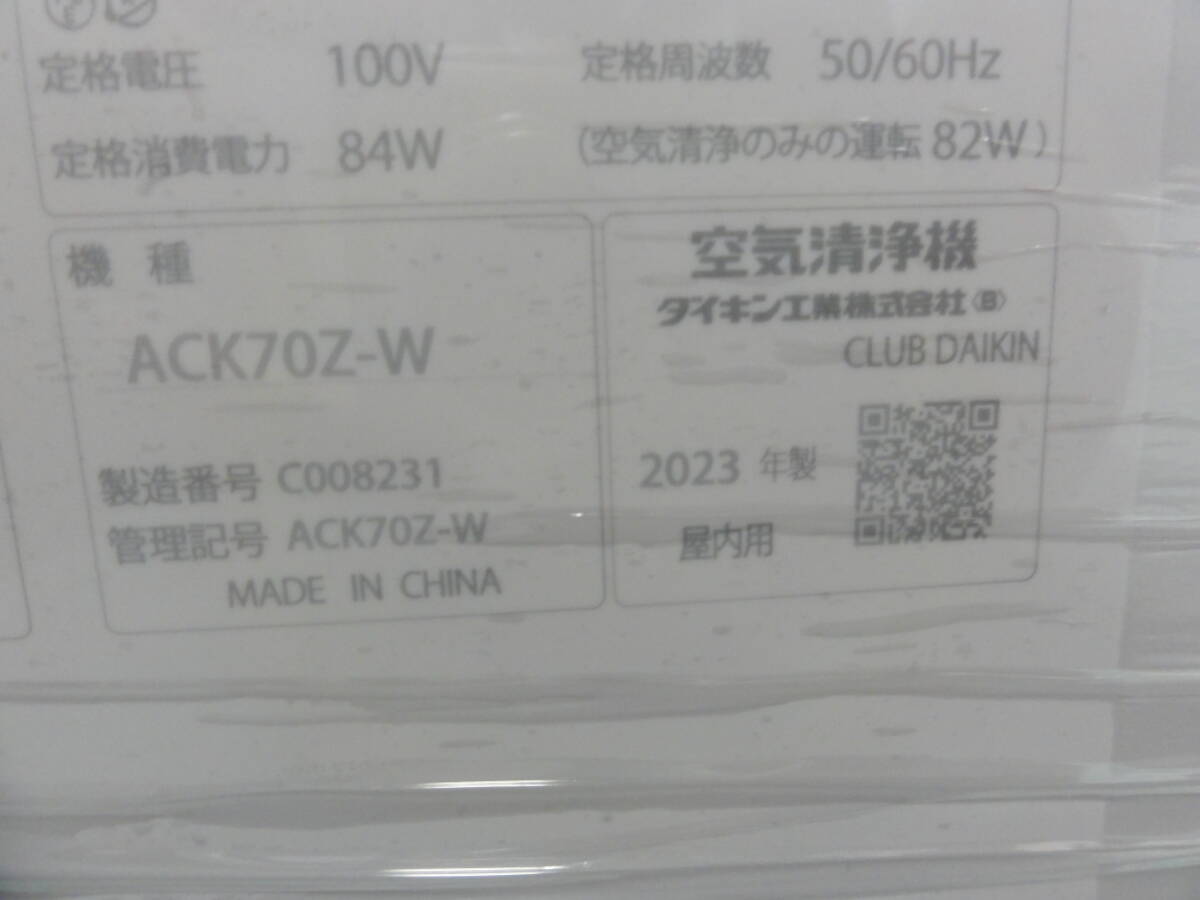 定格電圧 100V 定格周波数 50/60Hz
定格消費電力 84W (空気清浄のみの運転 82W)
機 種
ACK70Z-W
製造番号 C008231
管理記号 ACK70Z-W
MADE IN CHINA
空気清浄機
ダイキン工業株式会社〈B〉
CLUB DAIKIN
2023 年製
屋内用